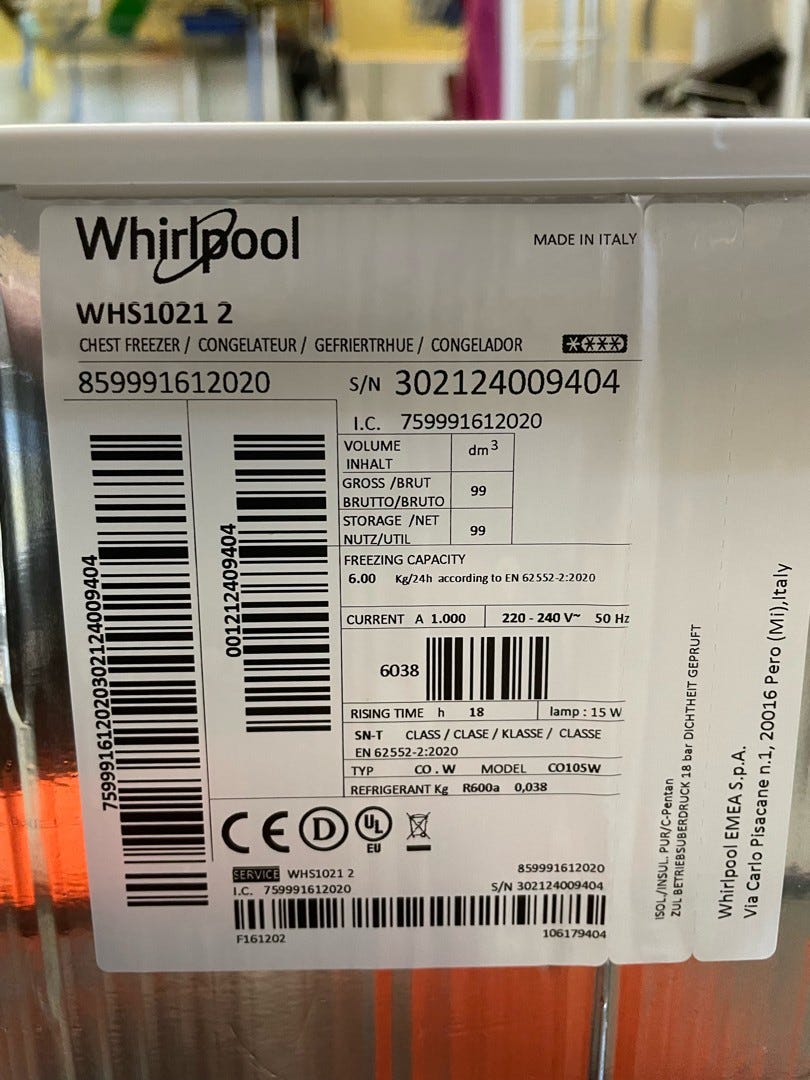 Whirlpool
MADE IN ITALY
WHS1021 2
CHEST FREEZER / CONGELATEUR / GEFRIERTRHUE / CONGELADOR
859991612020 S/N 302124009404
I.C. 759991612020
VOLUME INHALT dm³
GROSS /BRUT BRUTTO/BRUTO 99
STORAGE /NET NUTZ/UTIL 99
FREEZING CAPACITY
6.00 Kg/24h according to EN 62552-2:2020
CURRENT A 1.000 220 - 240 V~ 50 Hz
6038
RISING TIME h 18 lamp : 15 W
SN-T CLASS / CLASE / KLASSE / CLASSE
EN 62552-2:2020
TYP CO . W MODEL CO105W
REFRIGERANT Kg R600a 0,038
759991612020302124009404
001212409404
CE D UL EU
SERVICE WHS1021 2 859991612020
I.C. 759991612020 S/N 302124009404
F161202 106179404
ISOL/INSUL. PUR/C-Pentan
ZUL BETRIEBSUBERDRUCK 18 bar DICHTHEIT GEPRUFT
Whirlpool EMEA S.p.A.
Via Carlo Pisacane n.1, 20016 Pero (Mi),Italy